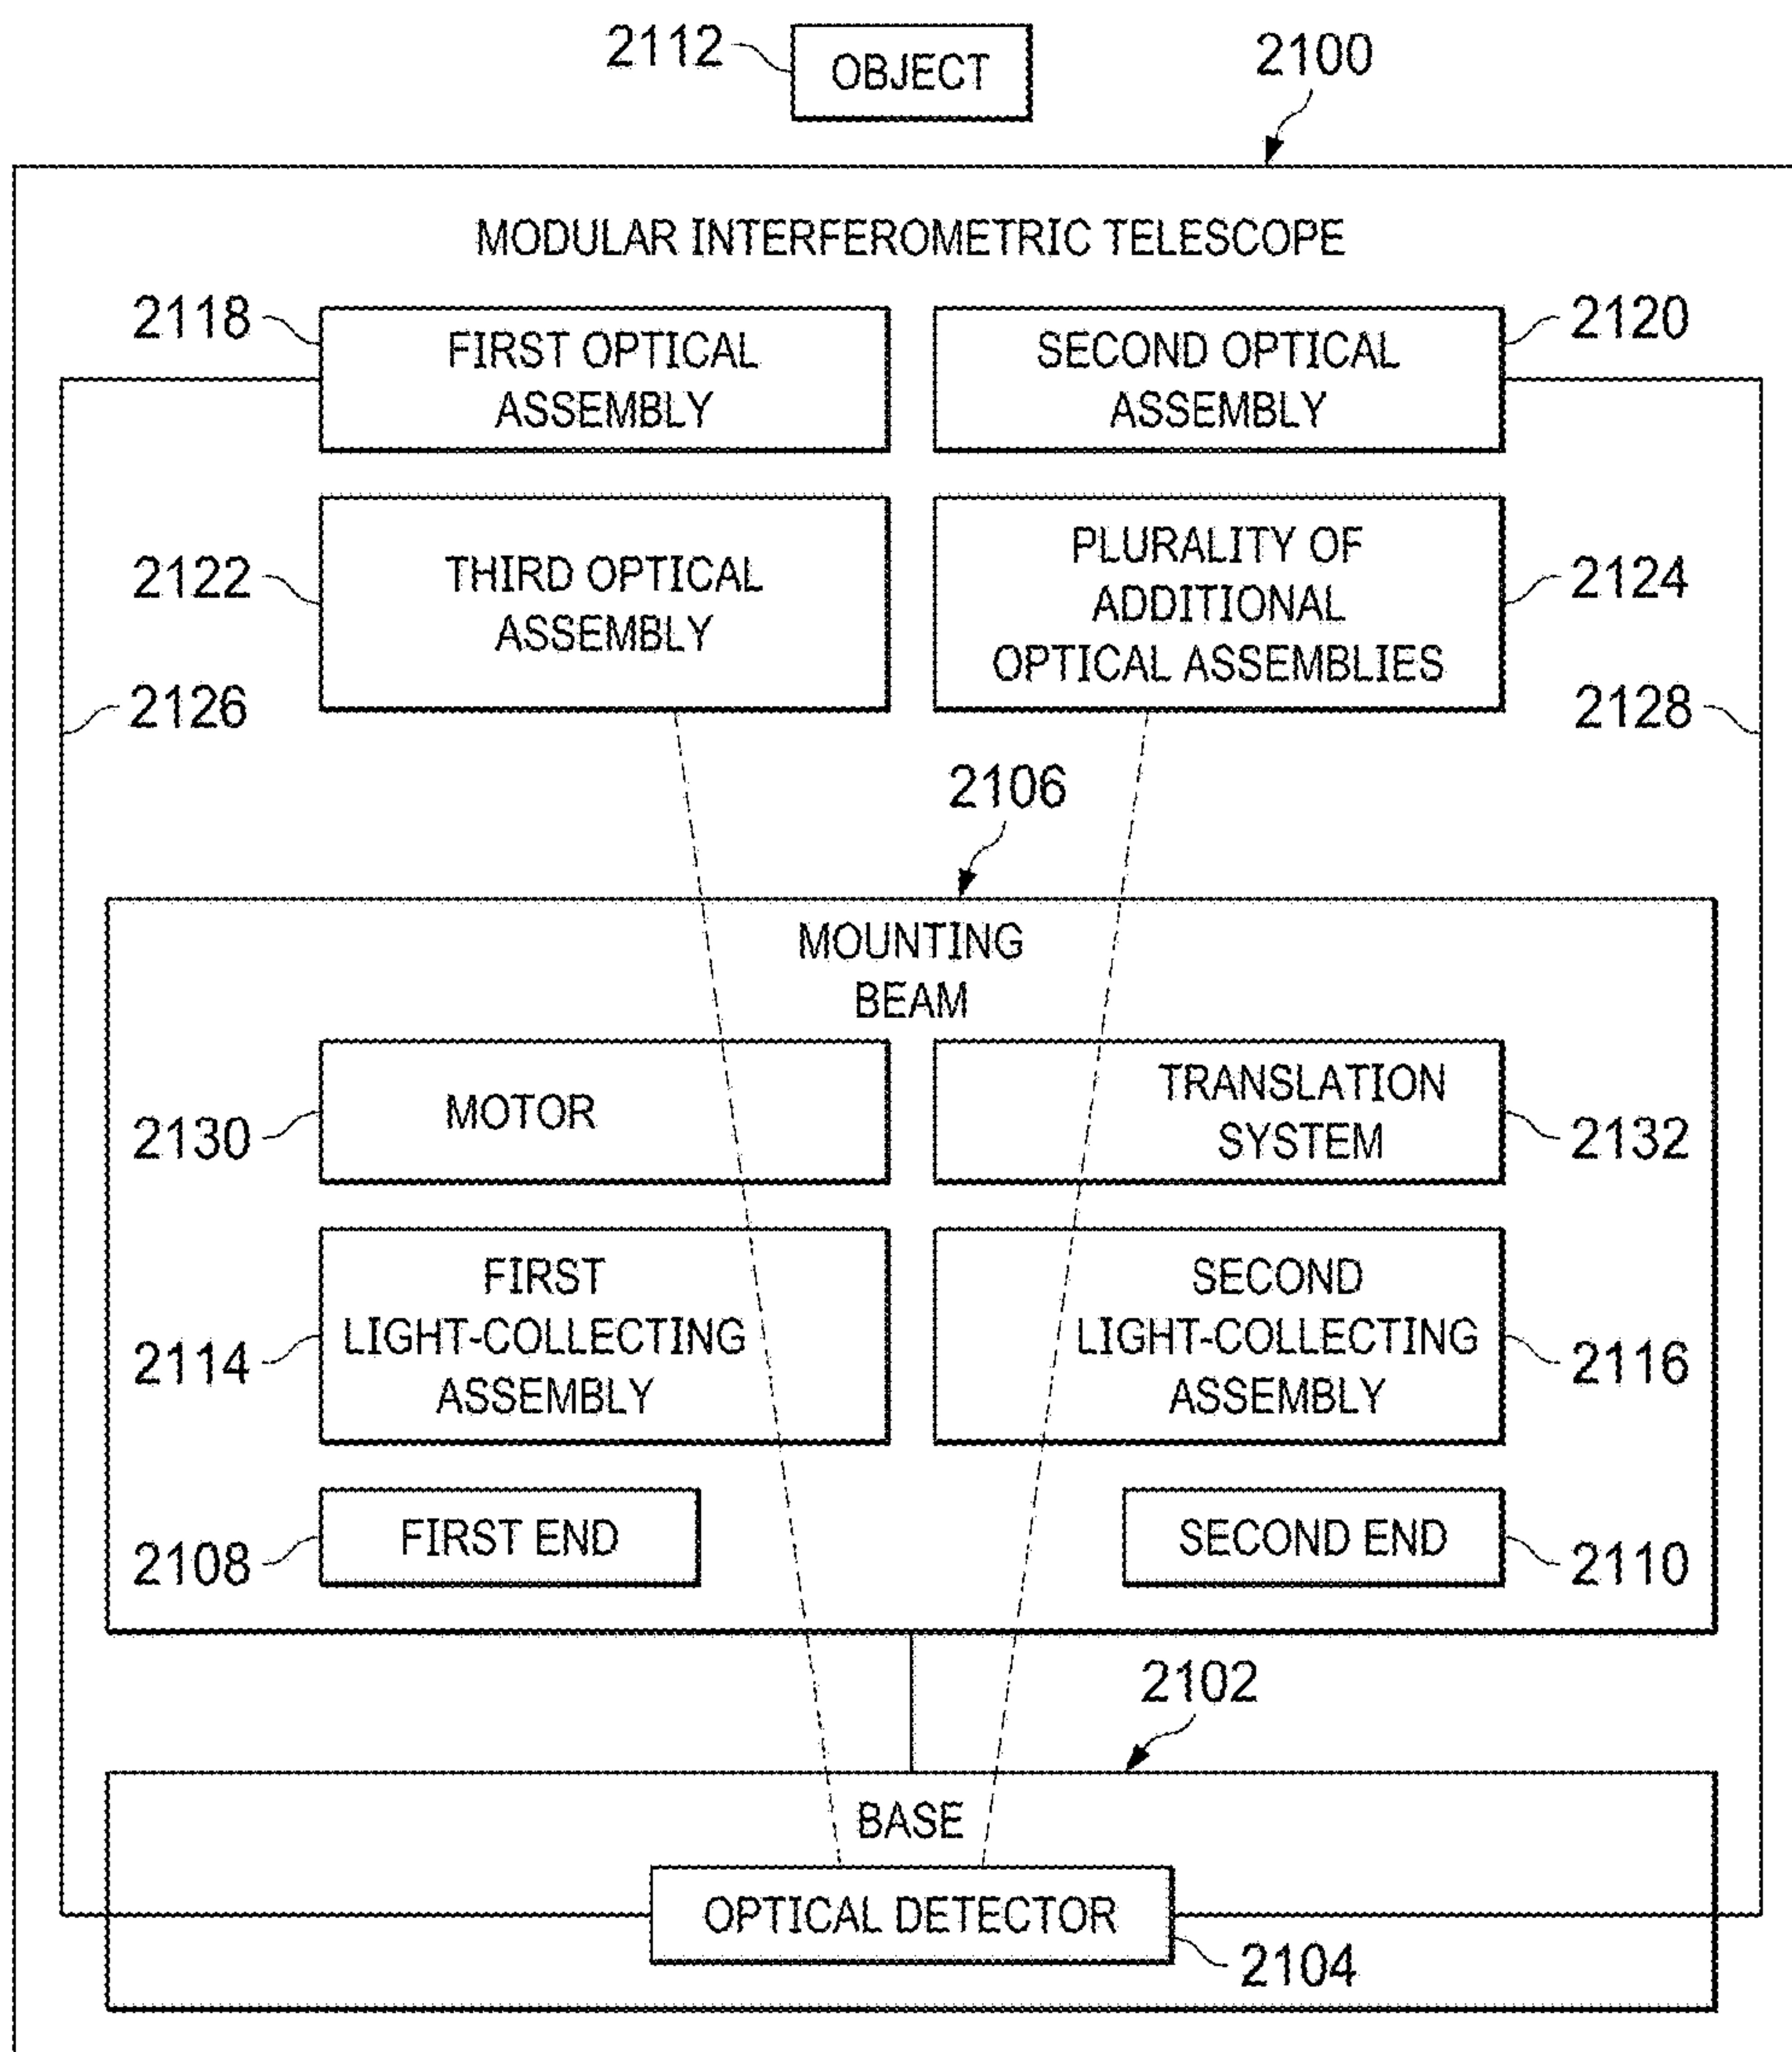 2112
OBJECT
2100
MODULAR INTERFEROMETRIC TELESCOPE
2118
FIRST OPTICAL
ASSEMBLY
SECOND OPTICAL
ASSEMBLY
2120
2122
THIRD OPTICAL
ASSEMBLY
PLURALITY OF
ADDITIONAL
OPTICAL ASSEMBLIES
2124
2126
2128
2106
MOUNTING
BEAM
2130
MOTOR
TRANSLATION
SYSTEM
2132
2114
FIRST
LIGHT-COLLECTING
ASSEMBLY
SECOND
LIGHT-COLLECTING
ASSEMBLY
2116
2108
FIRST END
SECOND END
2110
2102
BASE
OPTICAL DETECTOR
2104